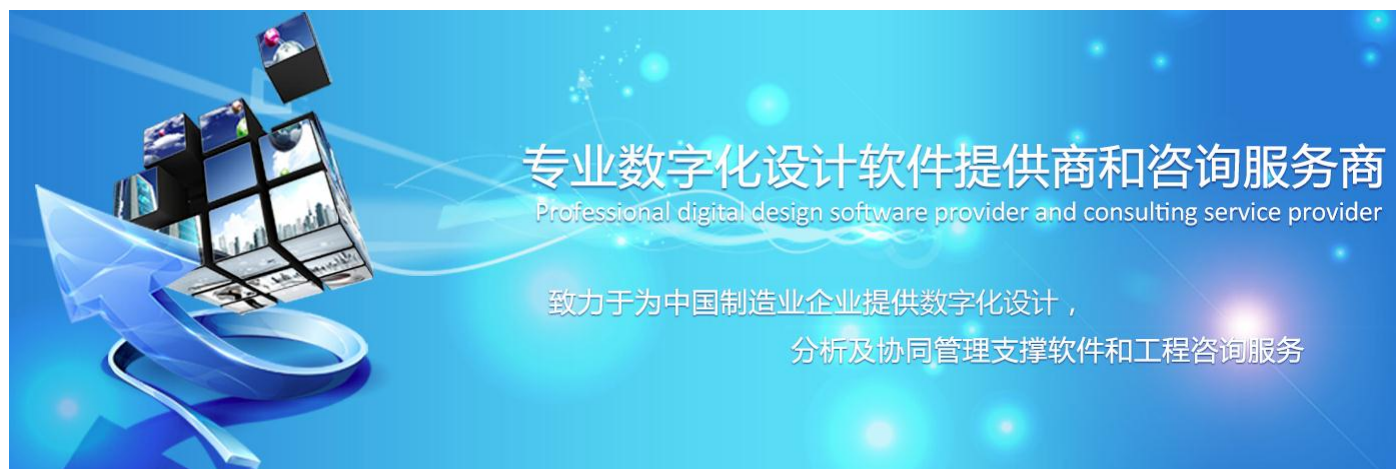 专业数字化设计软件提供商和咨询服务商
Professional digital design software provider and consulting service provider
致力于为中国制造业企业提供数字化设计，
分析及协同管理支撑软件和工程咨询服务